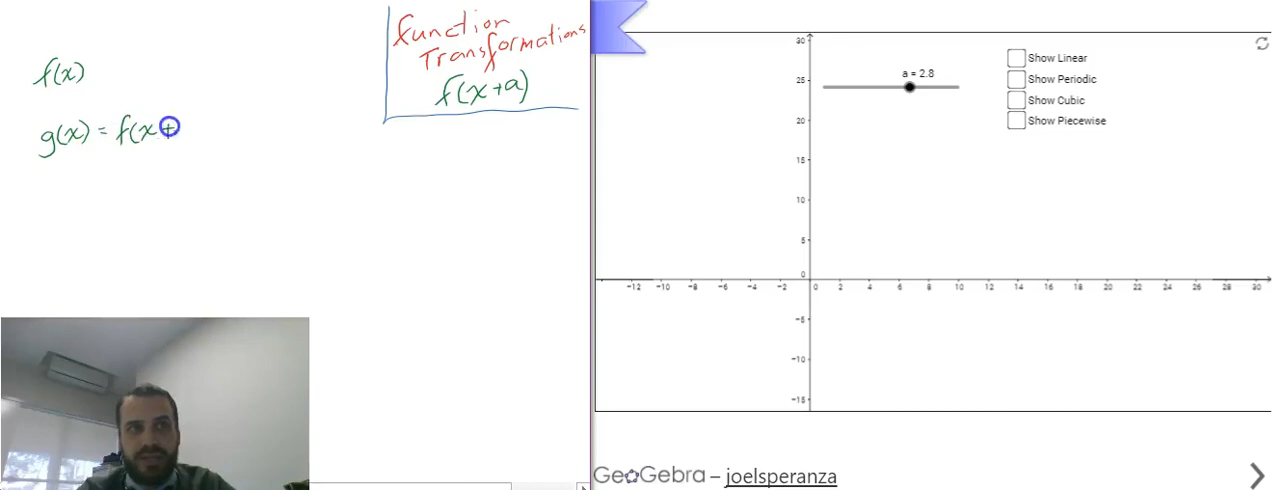 f(x)
g(x) = f(x +
function
Transformations
f(x+a)
a = 2.8
Show Linear
Show Periodic
Show Cubic
Show Piecewise
30
25
20
15
10
5
0
-5
-10
-15
-12 -10 -8 -6 -4 -2 0 2 4 6 8 10 12 14 16 18 20 22 24 26 28 30
GeoGebra – joelsperanza